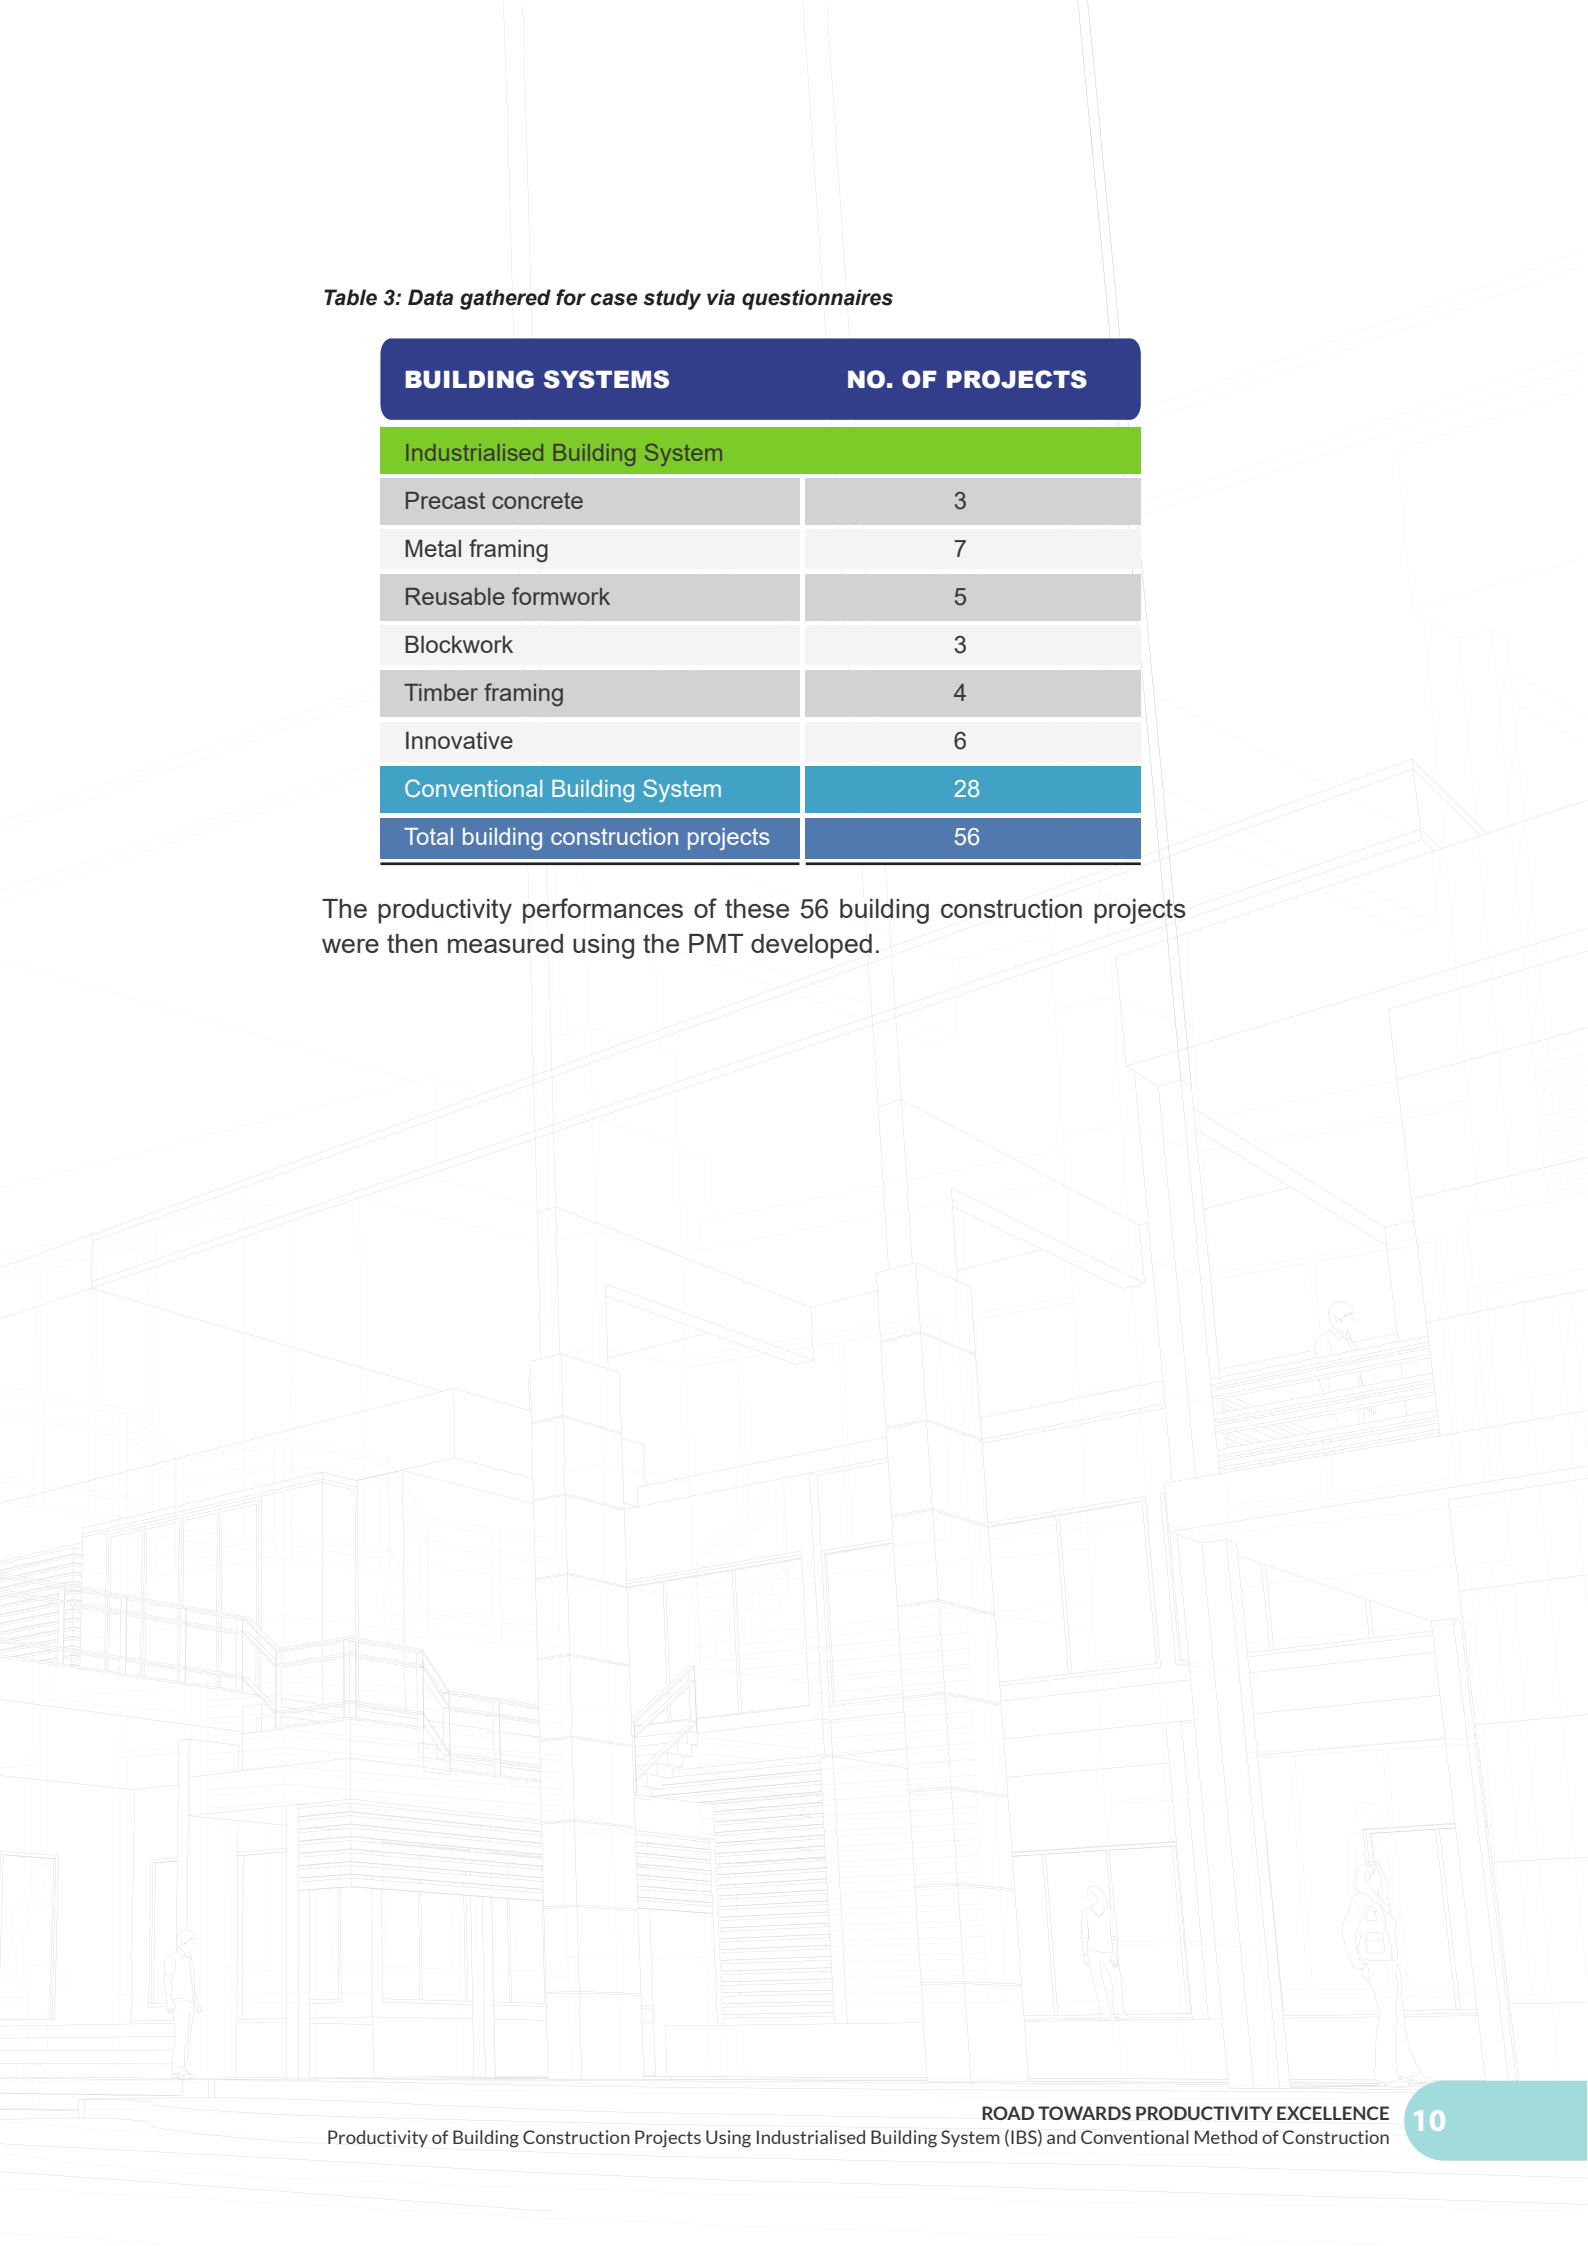 Table 3: Data gathered for case study via questionnaires
BUILDING SYSTEMS NO. OF PROJECTS
Industrialised Building System
Precast concrete 3
Metal framing 7
Reusable formwork 5
Blockwork 3
Timber framing 4
Innovative 6
Conventional Building System 28
Total building construction projects 56
The productivity performances of these 56 building construction projects
were then measured using the PMT developed.
ROAD TOWARDS PRODUCTIVITY EXCELLENCE
Productivity of Building Construction Projects Using Industrialised Building System (IBS) and Conventional Method of Construction
10